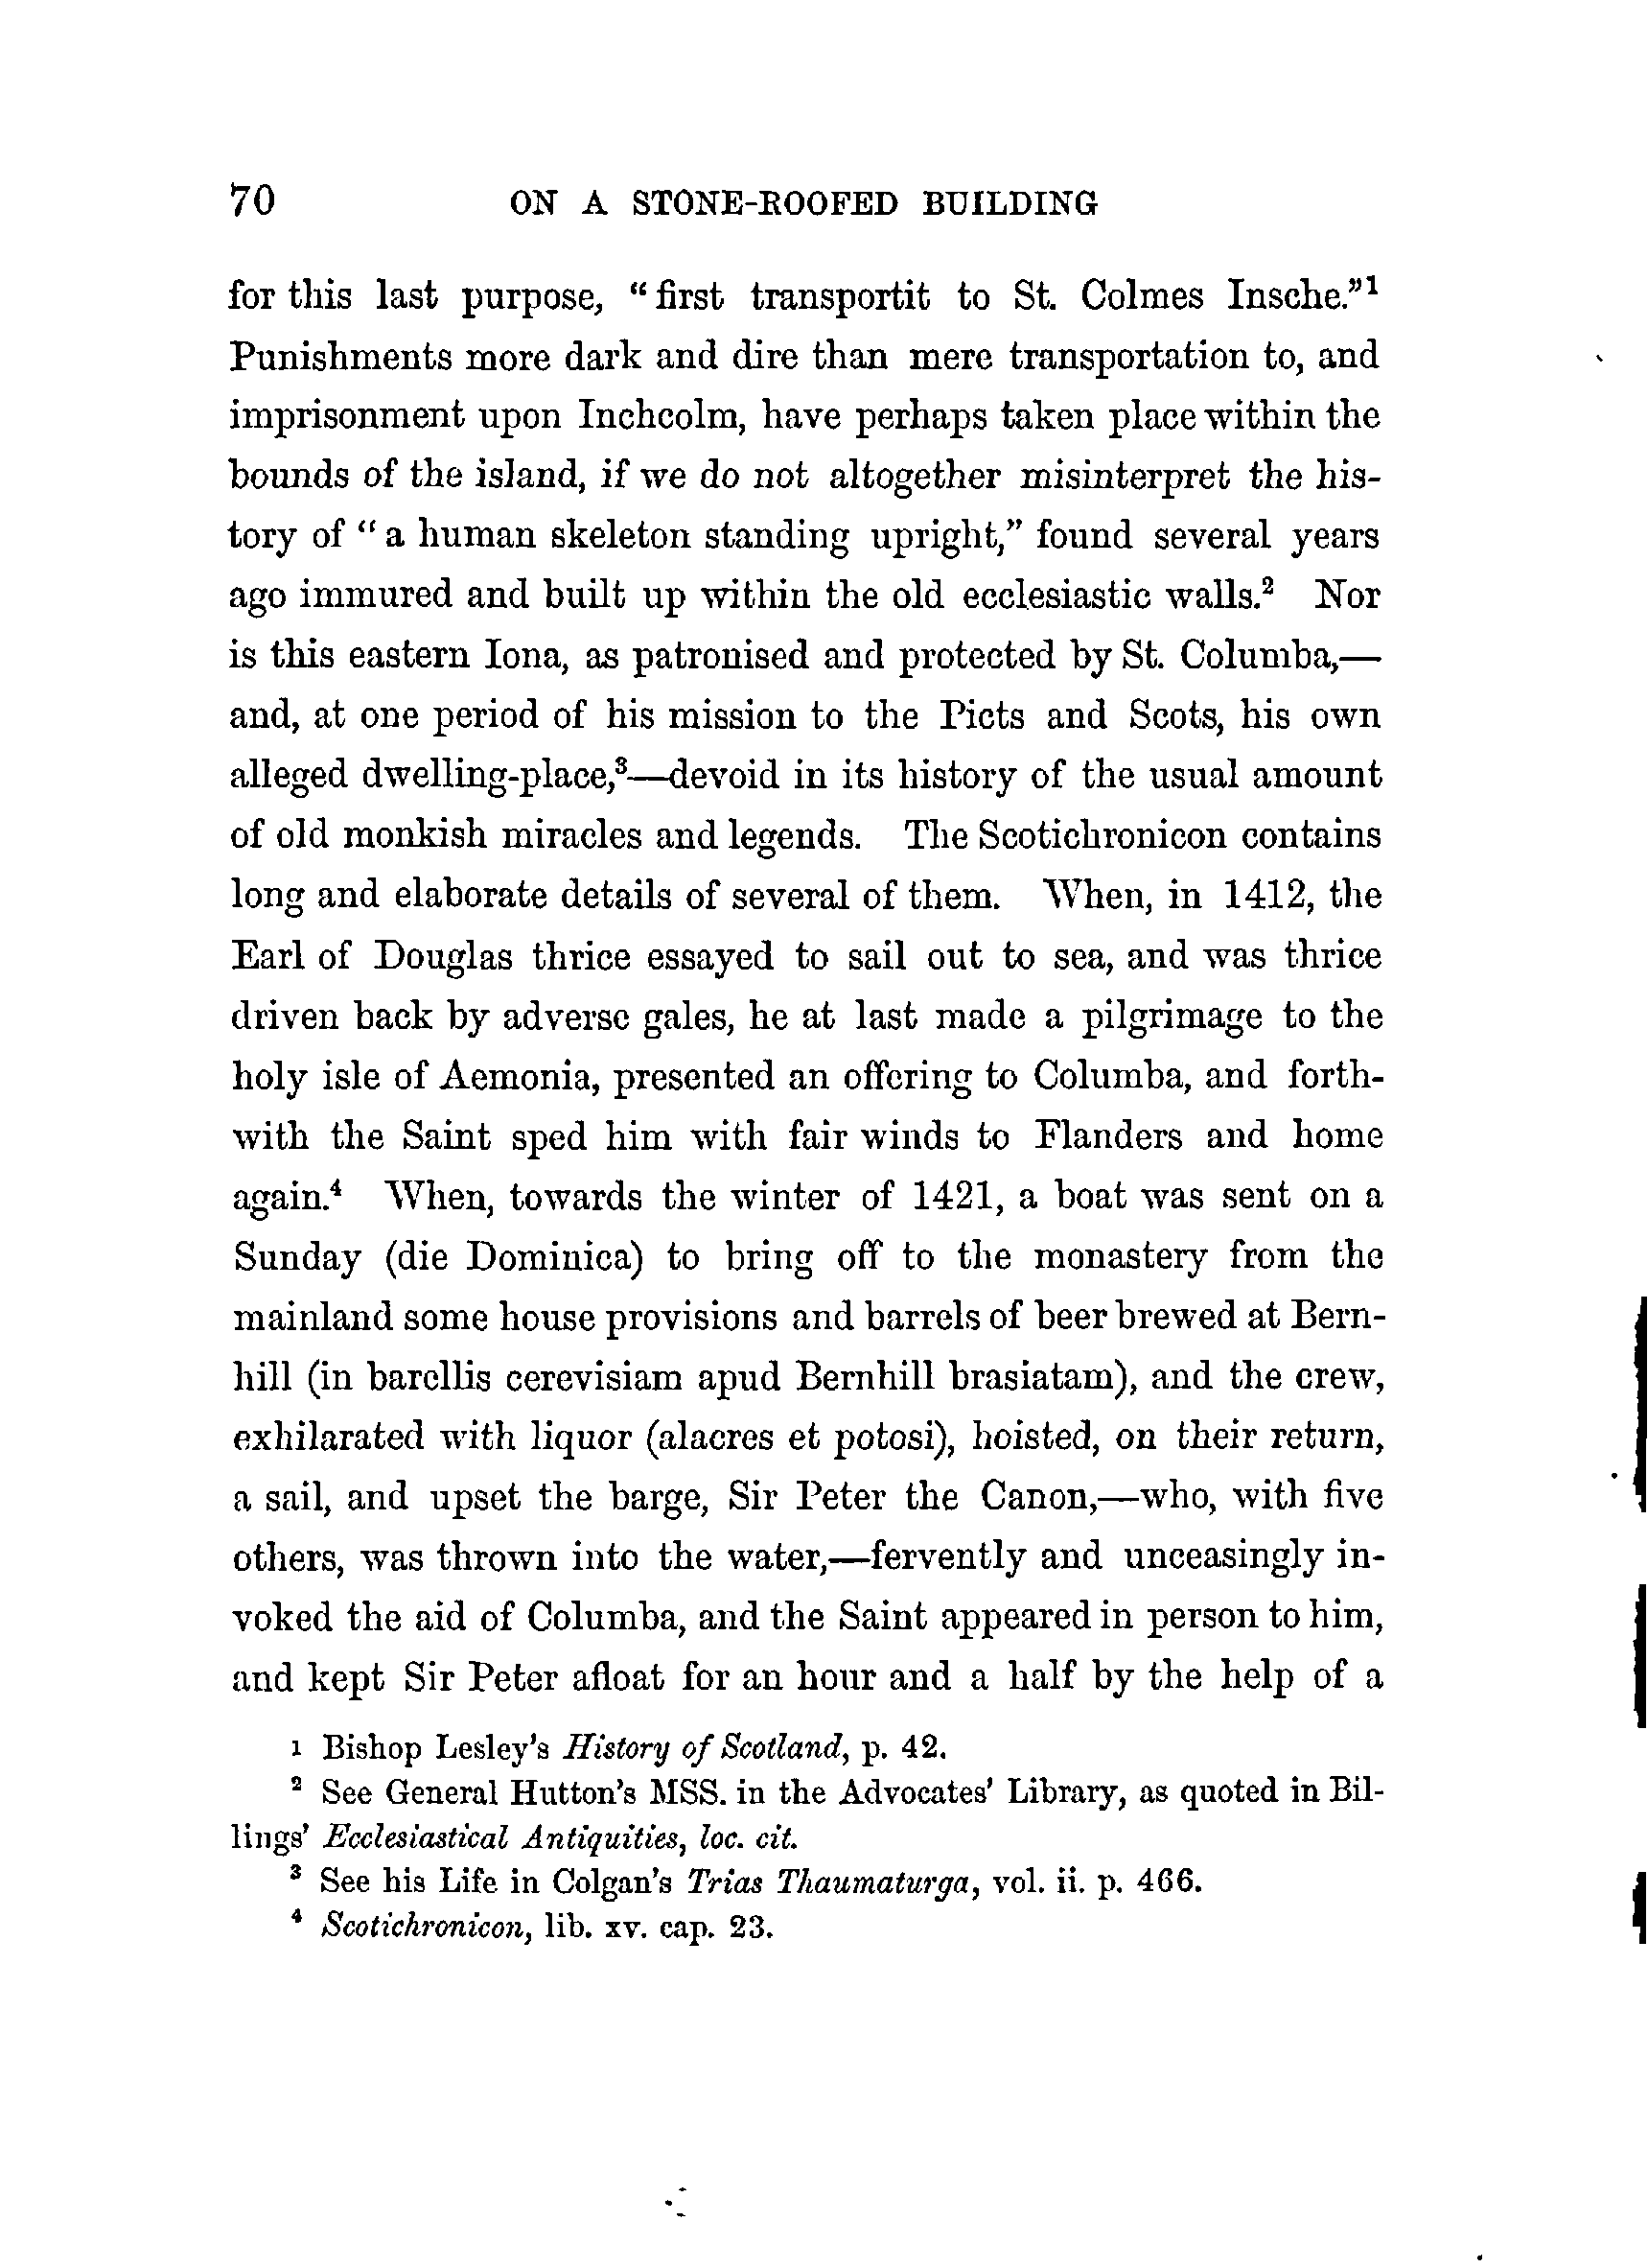 70 ON A STONE-ROOFED BUILDING
for this last purpose, “first transportit to St. Colmes Insche.”¹
Punishments more dark and dire than mere transportation to, and
imprisonment upon Inchcolm, have perhaps taken place within the
bounds of the island, if we do not altogether misinterpret the his-
tory of “a human skeleton standing upright,” found several years
ago immured and built up within the old ecclesiastic walls.² Nor
is this eastern Iona, as patronised and protected by St. Columba,—
and, at one period of his mission to the Picts and Scots, his own
alleged dwelling-place,³—devoid in its history of the usual amount
of old monkish miracles and legends. The Scotichronicon contains
long and elaborate details of several of them. When, in 1412, the
Earl of Douglas thrice essayed to sail out to sea, and was thrice
driven back by adverse gales, he at last made a pilgrimage to the
holy isle of Aemonia, presented an offering to Columba, and forth-
with the Saint sped him with fair winds to Flanders and home
again.⁴ When, towards the winter of 1421, a boat was sent on a
Sunday (die Dominica) to bring off to the monastery from the
mainland some house provisions and barrels of beer brewed at Bern-
hill (in barellis cerevisiam apud Bernhill brasiatam), and the crew,
exhilarated with liquor (alacres et potosi), hoisted, on their return,
a sail, and upset the barge, Sir Peter the Canon,—who, with five
others, was thrown into the water,—fervently and unceasingly in-
voked the aid of Columba, and the Saint appeared in person to him,
and kept Sir Peter afloat for an hour and a half by the help of a
¹ Bishop Lesley's History of Scotland, p. 42.
² See General Hutton's MSS. in the Advocates' Library, as quoted in Bil-
lings' Ecclesiastical Antiquities, loc. cit.
³ See his Life in Colgan's Trias Thaumaturga, vol. ii. p. 466.
⁴ Scotichronicon, lib. xv. cap. 23.